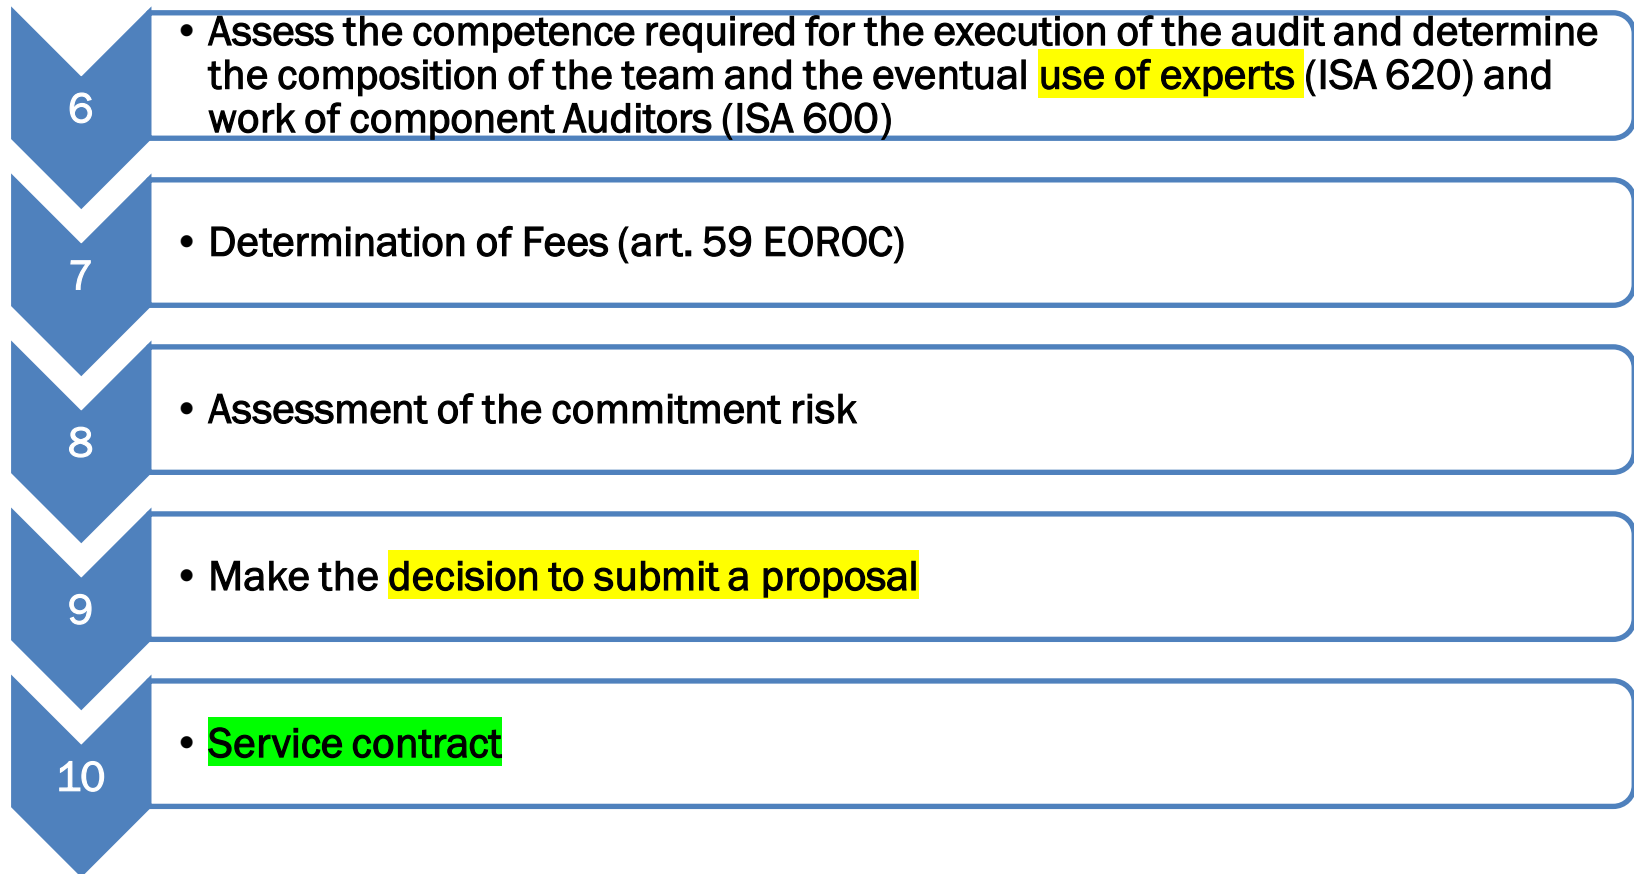 6
• Assess the competence required for the execution of the audit and determine
the composition of the team and the eventual use of experts (ISA 620) and
work of component Auditors (ISA 600)
7
• Determination of Fees (art. 59 EOROC)
8
• Assessment of the commitment risk
9
• Make the decision to submit a proposal
10
• Service contract